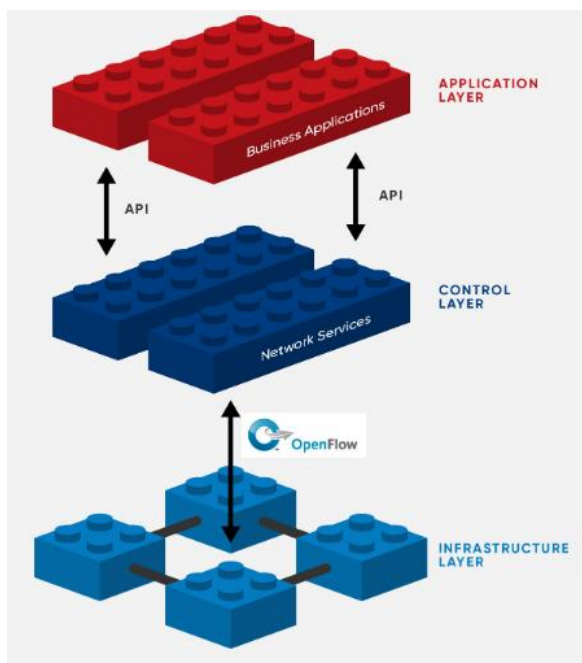 APPLICATION
LAYER
Business Applications
API
API
CONTROL
LAYER
Network Services
OpenFlow
INFRASTRUCTURE
LAYER